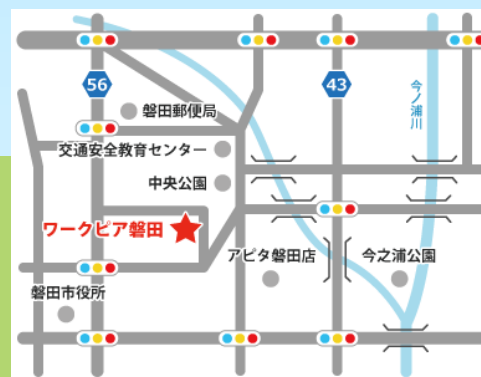 56
43
磐田郵便局
今ノ浦川
交通安全教育センター
中央公園
ワークピア磐田
アピタ磐田店
今之浦公園
磐田市役所